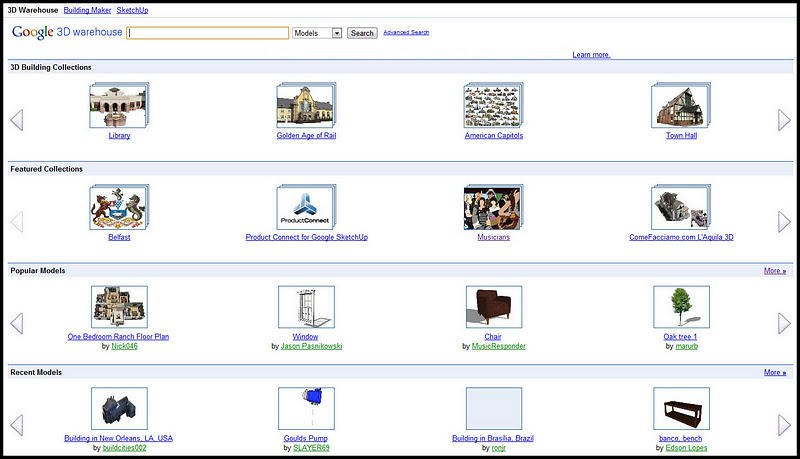 3D Warehouse Building Maker SketchUp
Google 3D warehouse Models Search Advanced Search
Learn more.
3D Building Collections
Library Golden Age of Rail American Capitols Town Hall
Featured Collections
ProductConnect
Belfast Product Connect for Google SketchUp Musicians ComeFacciamo.com L'Aquila 3D
Popular Models More »
One Bedroom Ranch Floor Plan Window Chair Oak tree 1
by Nick046 by Jason Pasnikowski by MusicResponder by marurb
Recent Models More »
Building in New Orleans, LA, USA Goulds Pump Building in Brasília, Brazil banco, bench
by buildcities002 by SLAYER69 by ronjr by Edson Lopes